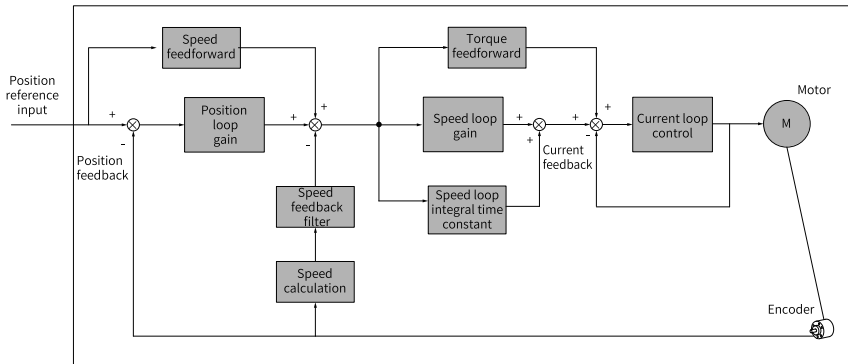 Speed
feedforward
Torque
feedforward
Position
reference
input
+
-
Position
feedback
Position
loop
gain
+
+
-
Speed loop
gain
+
+
+
+
-
Current
feedback
Current loop
control
Motor
M
Speed
feedback
filter
Speed loop
integral time
constant
Speed
calculation
Encoder